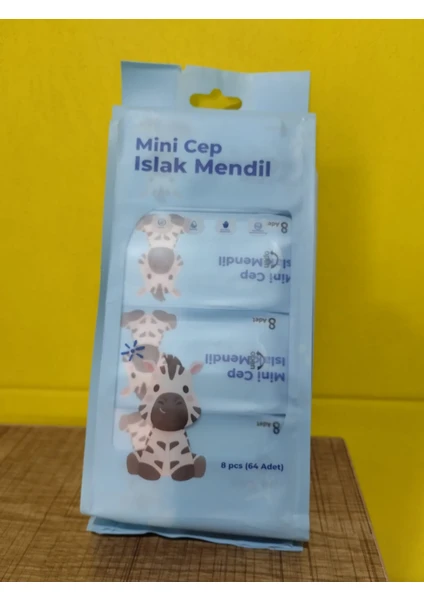 Mini Cep
Islak Mendil
8 Adet
Islak Mendil
Mini Cep
8 Adet
Islak Mendil
Mini Cep
8 Adet
8 pcs (64 Adet)